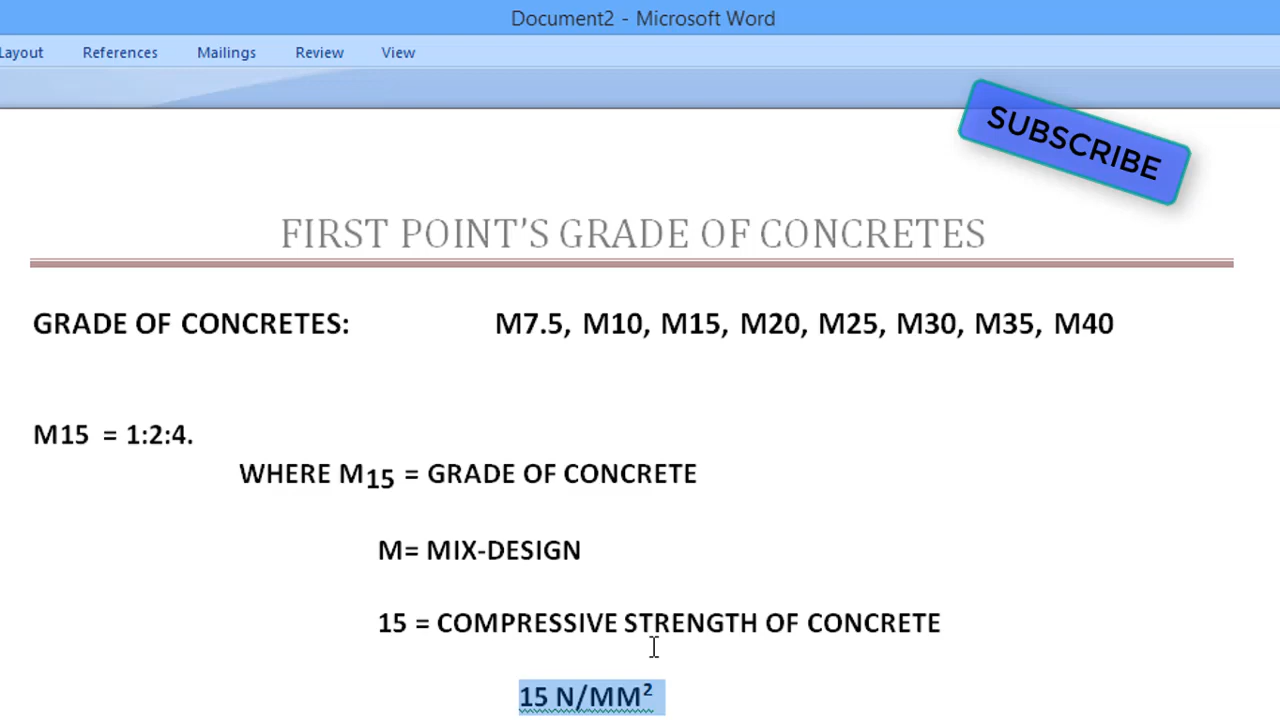 Document2 - Microsoft Word
Layout References Mailings Review View
SUBSCRIBE
FIRST POINT'S GRADE OF CONCRETES
GRADE OF CONCRETES: M7.5, M10, M15, M20, M25, M30, M35, M40
M15 = 1:2:4.
WHERE M15 = GRADE OF CONCRETE
M= MIX-DESIGN
15 = COMPRESSIVE STRENGTH OF CONCRETE
15 N/MM²